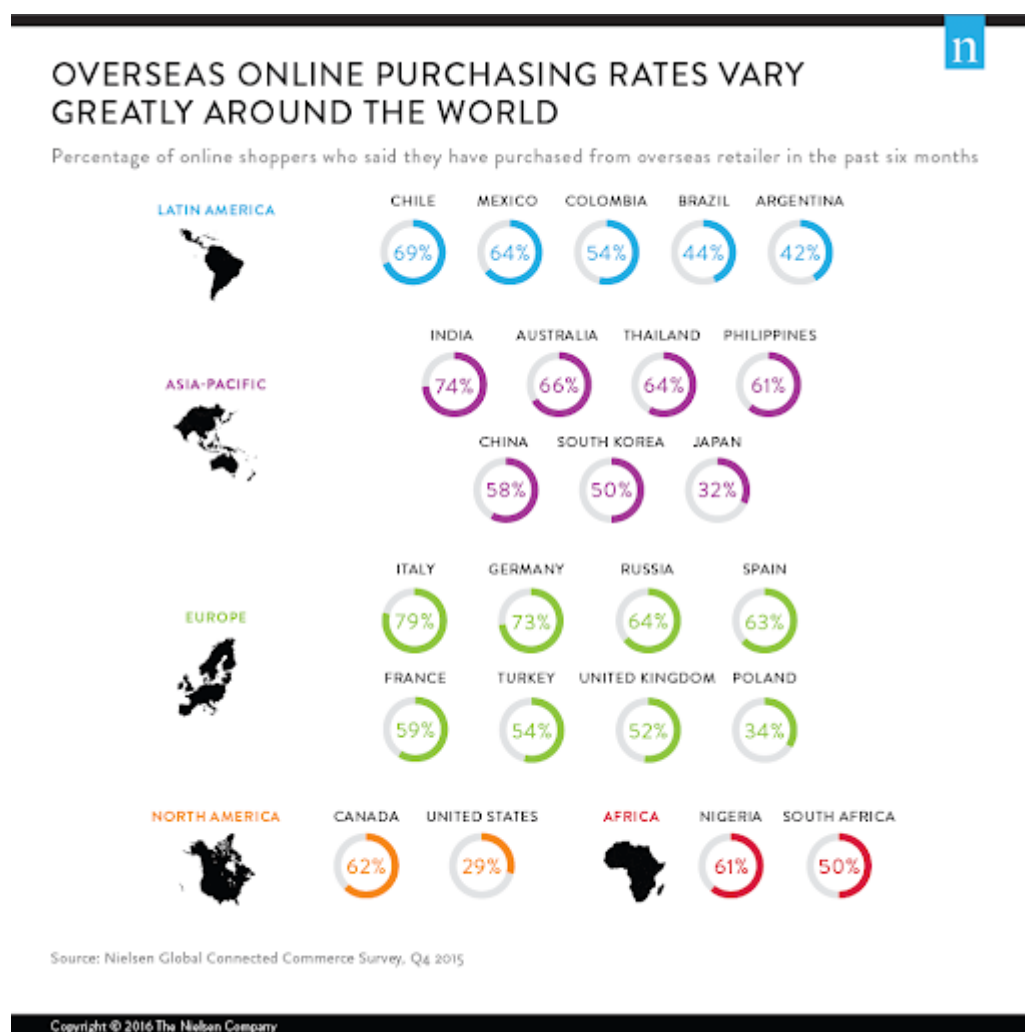 n
OVERSEAS ONLINE PURCHASING RATES VARY
GREATLY AROUND THE WORLD
Percentage of online shoppers who said they have purchased from overseas retailer in the past six months
LATIN AMERICA
CHILE MEXICO COLOMBIA BRAZIL ARGENTINA
69% 64% 54% 44% 42%
ASIA-PACIFIC
INDIA AUSTRALIA THAILAND PHILIPPINES
74% 66% 64% 61%
CHINA SOUTH KOREA JAPAN
58% 50% 32%
EUROPE
ITALY GERMANY RUSSIA SPAIN
79% 73% 64% 63%
FRANCE TURKEY UNITED KINGDOM POLAND
59% 54% 52% 34%
NORTH AMERICA CANADA UNITED STATES AFRICA NIGERIA SOUTH AFRICA
62% 29% 61% 50%
Source: Nielsen Global Connected Commerce Survey, Q4 2015
Copyright © 2016 The Nielsen Company